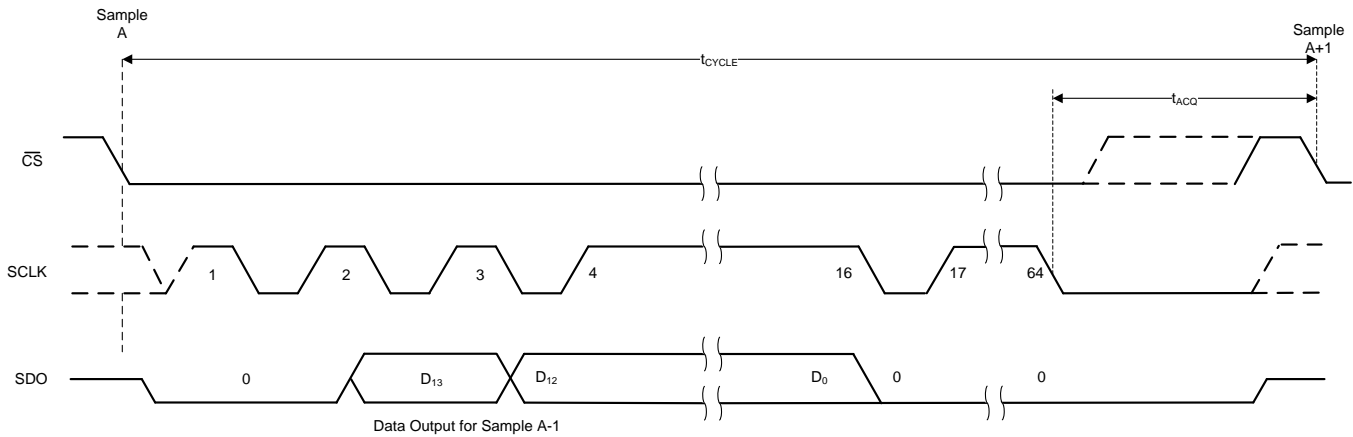 Sample
A
Sample
A+1
tCYCLE
tACQ
CS
SCLK
1
2
3
4
16
17
64
SDO
0
D13
D12
D0
0
0
Data Output for Sample A-1